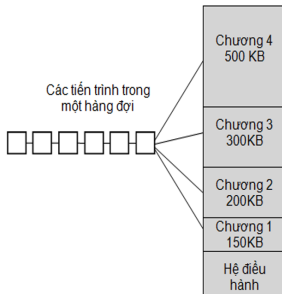 Các tiến trình trong
một hàng đợi
Chương 4
500 KB
Chương 3
300KB
Chương 2
200KB
Chương 1
150KB
Hệ điều
hành